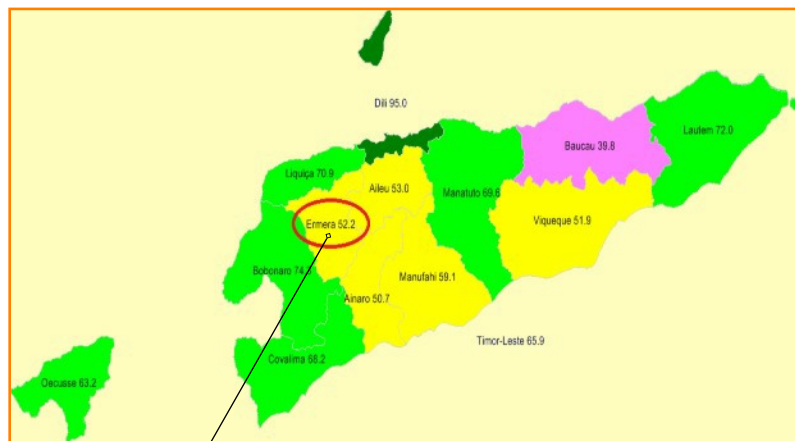 Dili 95.0
Lautem 72.0
Baucau 39.8
Liquiça 70.9
Aileu 53.0
Manatuto 69.6
Viqueque 51.9
Ermera 52.2
Bobonaro 74.3
Manufahi 59.1
Ainaro 50.7
Timor-Leste 65.9
Covalima 68.2
Oecusse 63.2